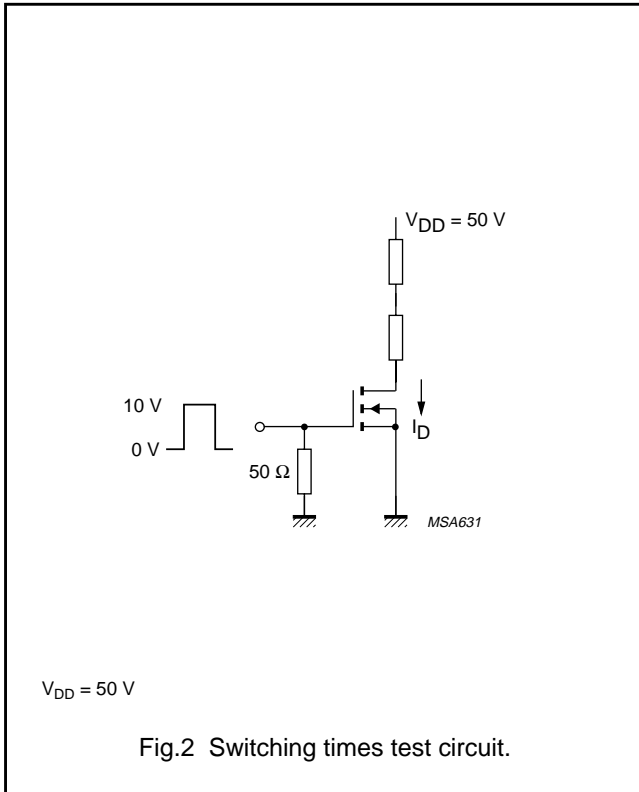 V_DD = 50 V
10 V
0 V
50 Ω
I_D
MSA631
V_DD = 50 V
Fig.2 Switching times test circuit.